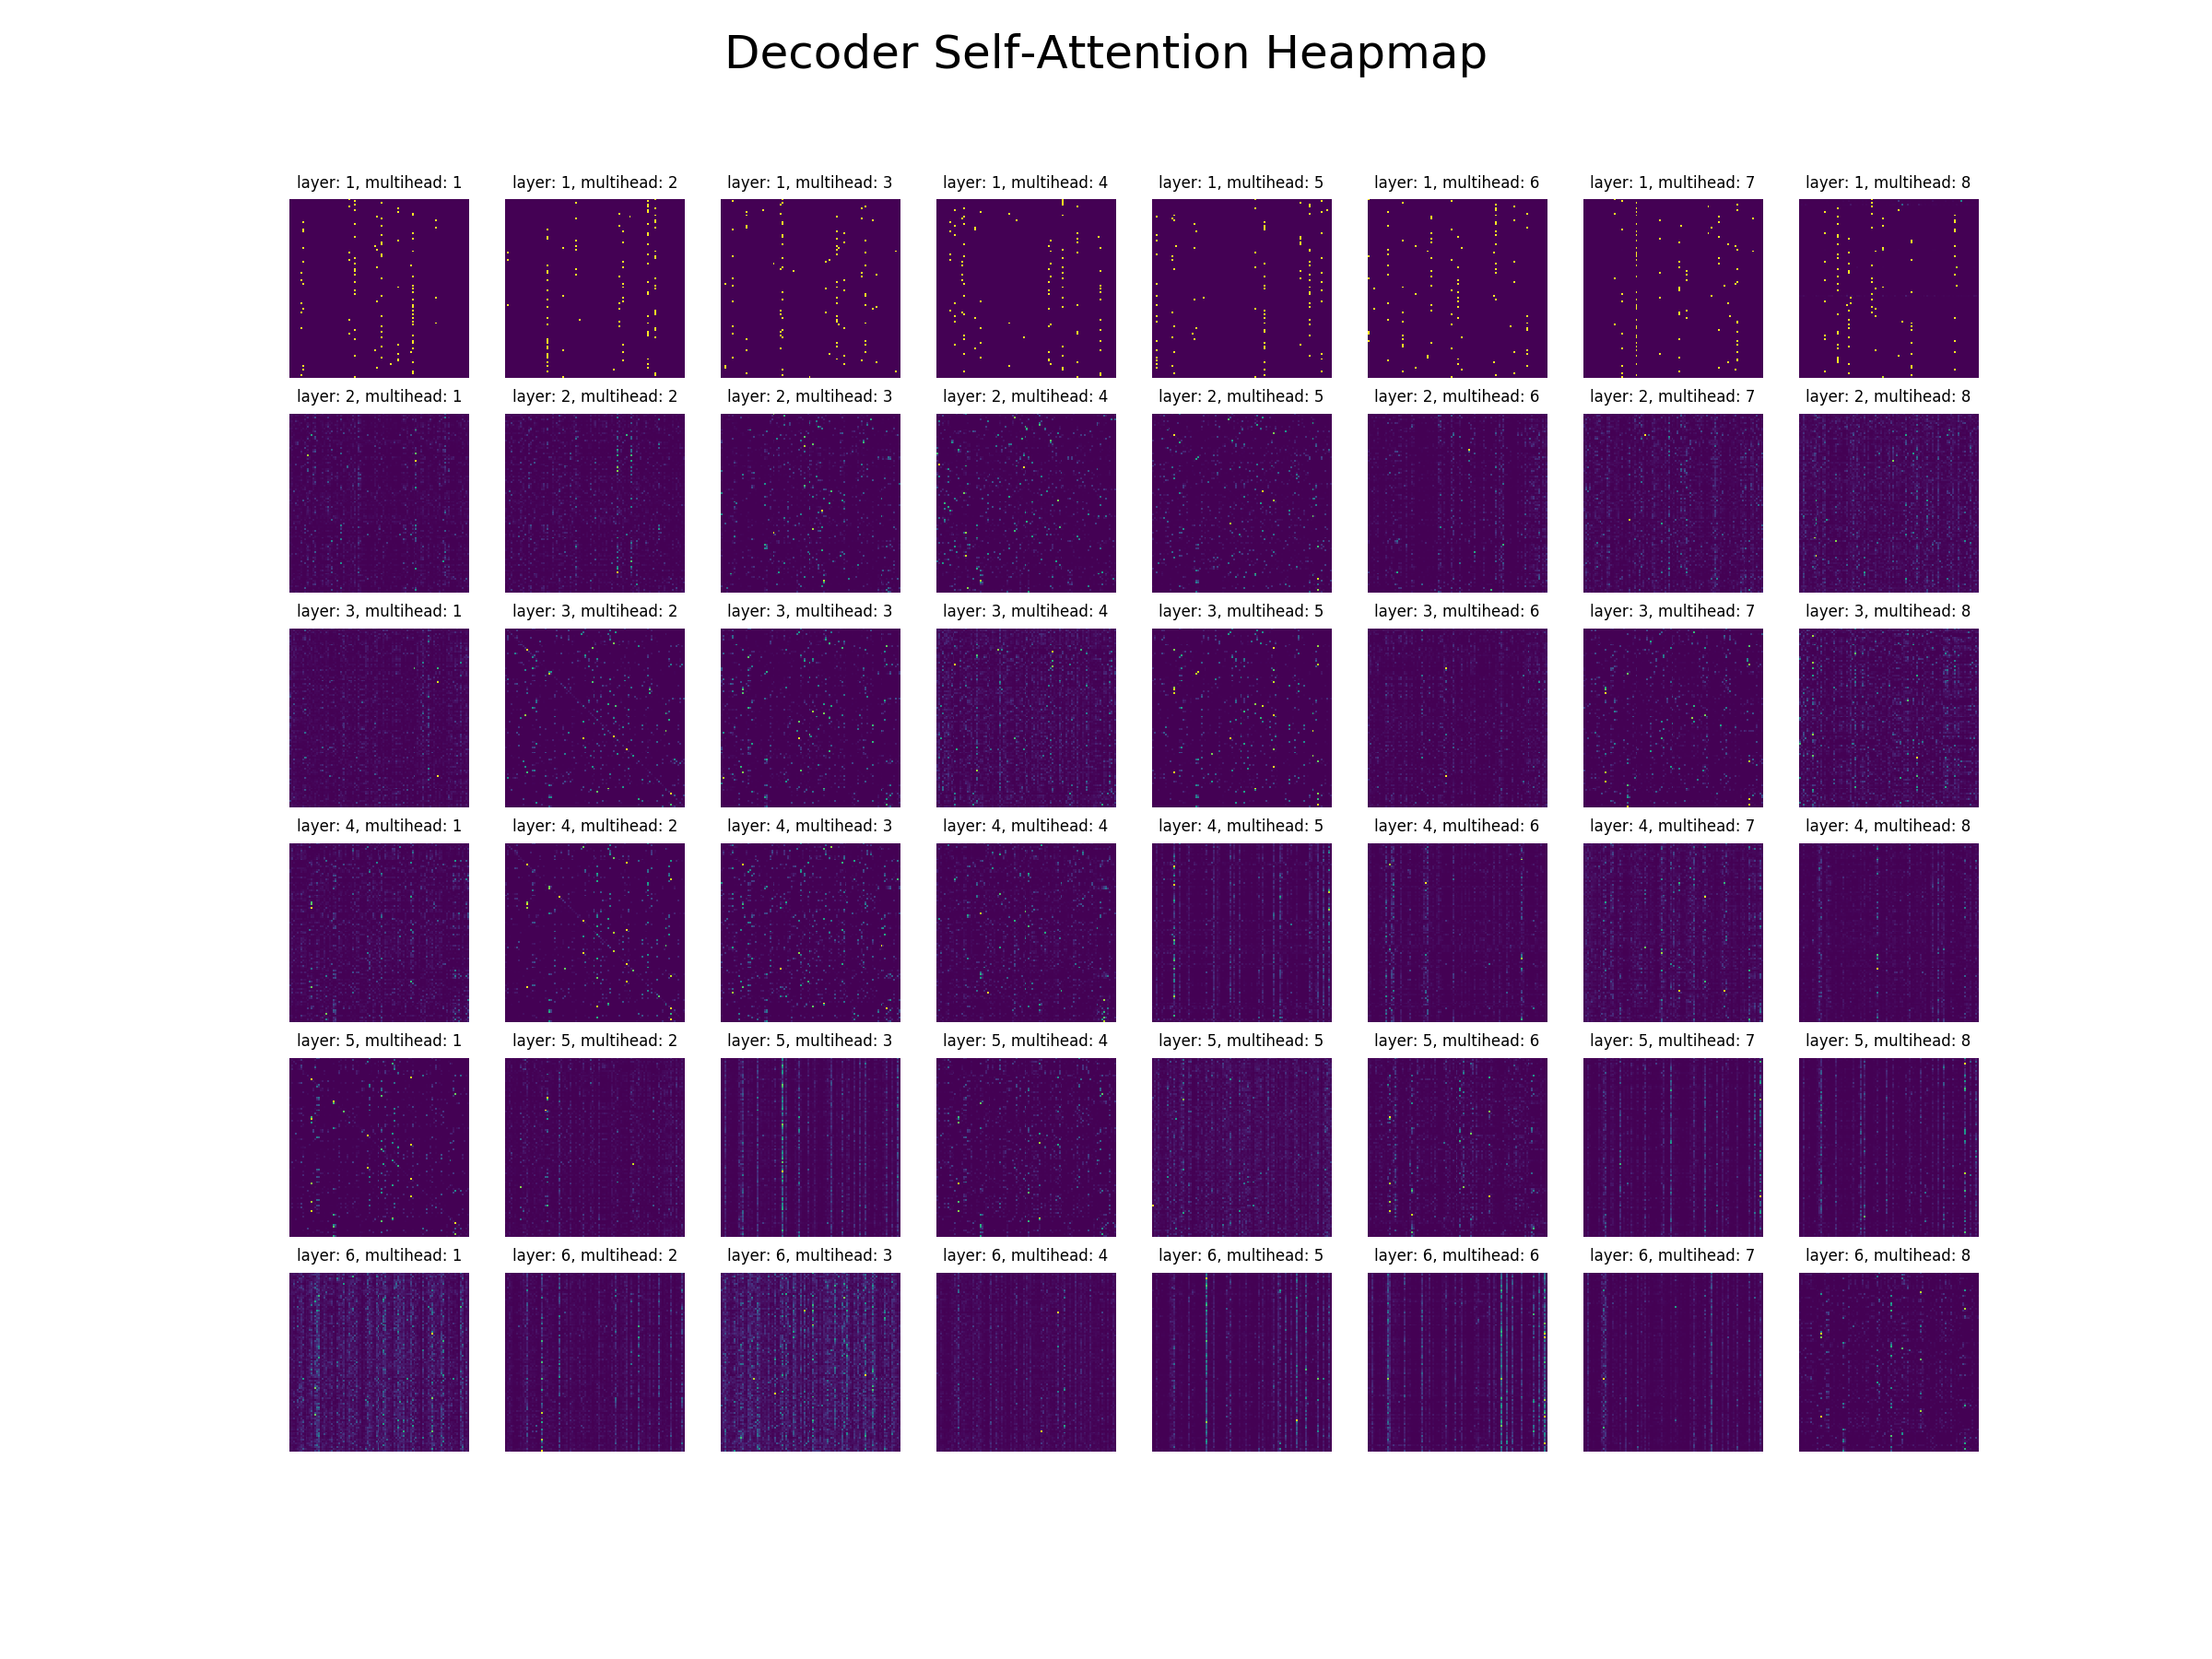 Decoder Self-Attention Heapmap
layer: 1, multihead: 1
layer: 1, multihead: 2
layer: 1, multihead: 3
layer: 1, multihead: 4
layer: 1, multihead: 5
layer: 1, multihead: 6
layer: 1, multihead: 7
layer: 1, multihead: 8
layer: 2, multihead: 1
layer: 2, multihead: 2
layer: 2, multihead: 3
layer: 2, multihead: 4
layer: 2, multihead: 5
layer: 2, multihead: 6
layer: 2, multihead: 7
layer: 2, multihead: 8
layer: 3, multihead: 1
layer: 3, multihead: 2
layer: 3, multihead: 3
layer: 3, multihead: 4
layer: 3, multihead: 5
layer: 3, multihead: 6
layer: 3, multihead: 7
layer: 3, multihead: 8
layer: 4, multihead: 1
layer: 4, multihead: 2
layer: 4, multihead: 3
layer: 4, multihead: 4
layer: 4, multihead: 5
layer: 4, multihead: 6
layer: 4, multihead: 7
layer: 4, multihead: 8
layer: 5, multihead: 1
layer: 5, multihead: 2
layer: 5, multihead: 3
layer: 5, multihead: 4
layer: 5, multihead: 5
layer: 5, multihead: 6
layer: 5, multihead: 7
layer: 5, multihead: 8
layer: 6, multihead: 1
layer: 6, multihead: 2
layer: 6, multihead: 3
layer: 6, multihead: 4
layer: 6, multihead: 5
layer: 6, multihead: 6
layer: 6, multihead: 7
layer: 6, multihead: 8